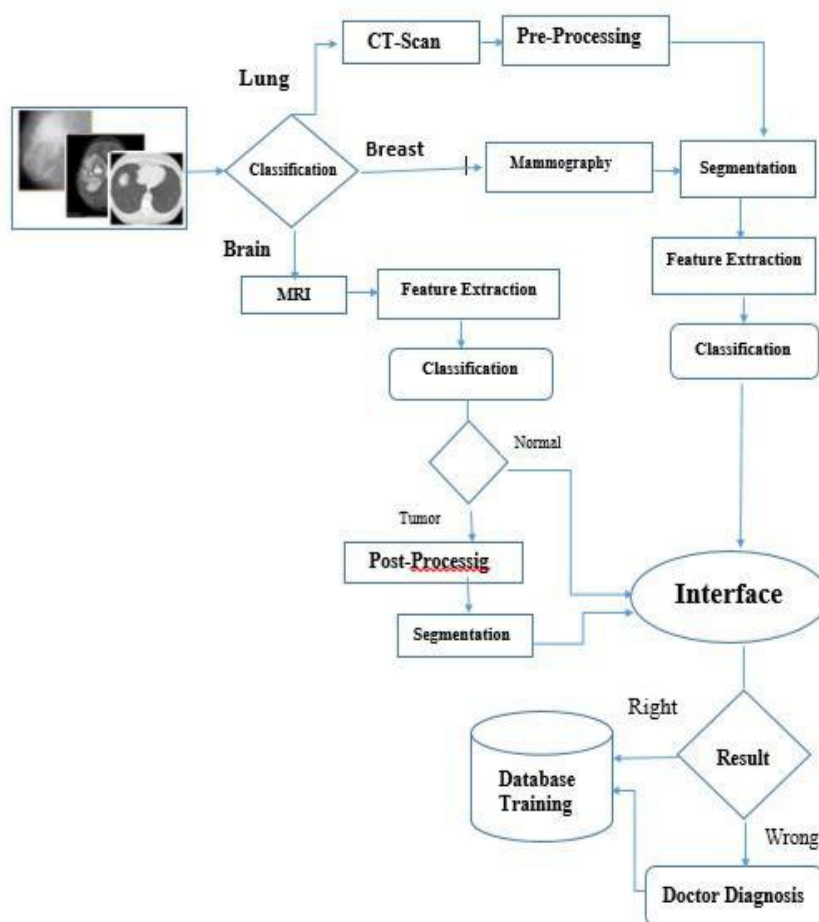 CT-Scan
Pre-Processing
Lung
Classification
Breast
Mammography
Segmentation
Brain
MRI
Feature Extraction
Feature Extraction
Classification
Classification
Normal
Tumor
Post-Processig
Segmentation
Interface
Right
Result
Database
Training
Wrong
Doctor Diagnosis